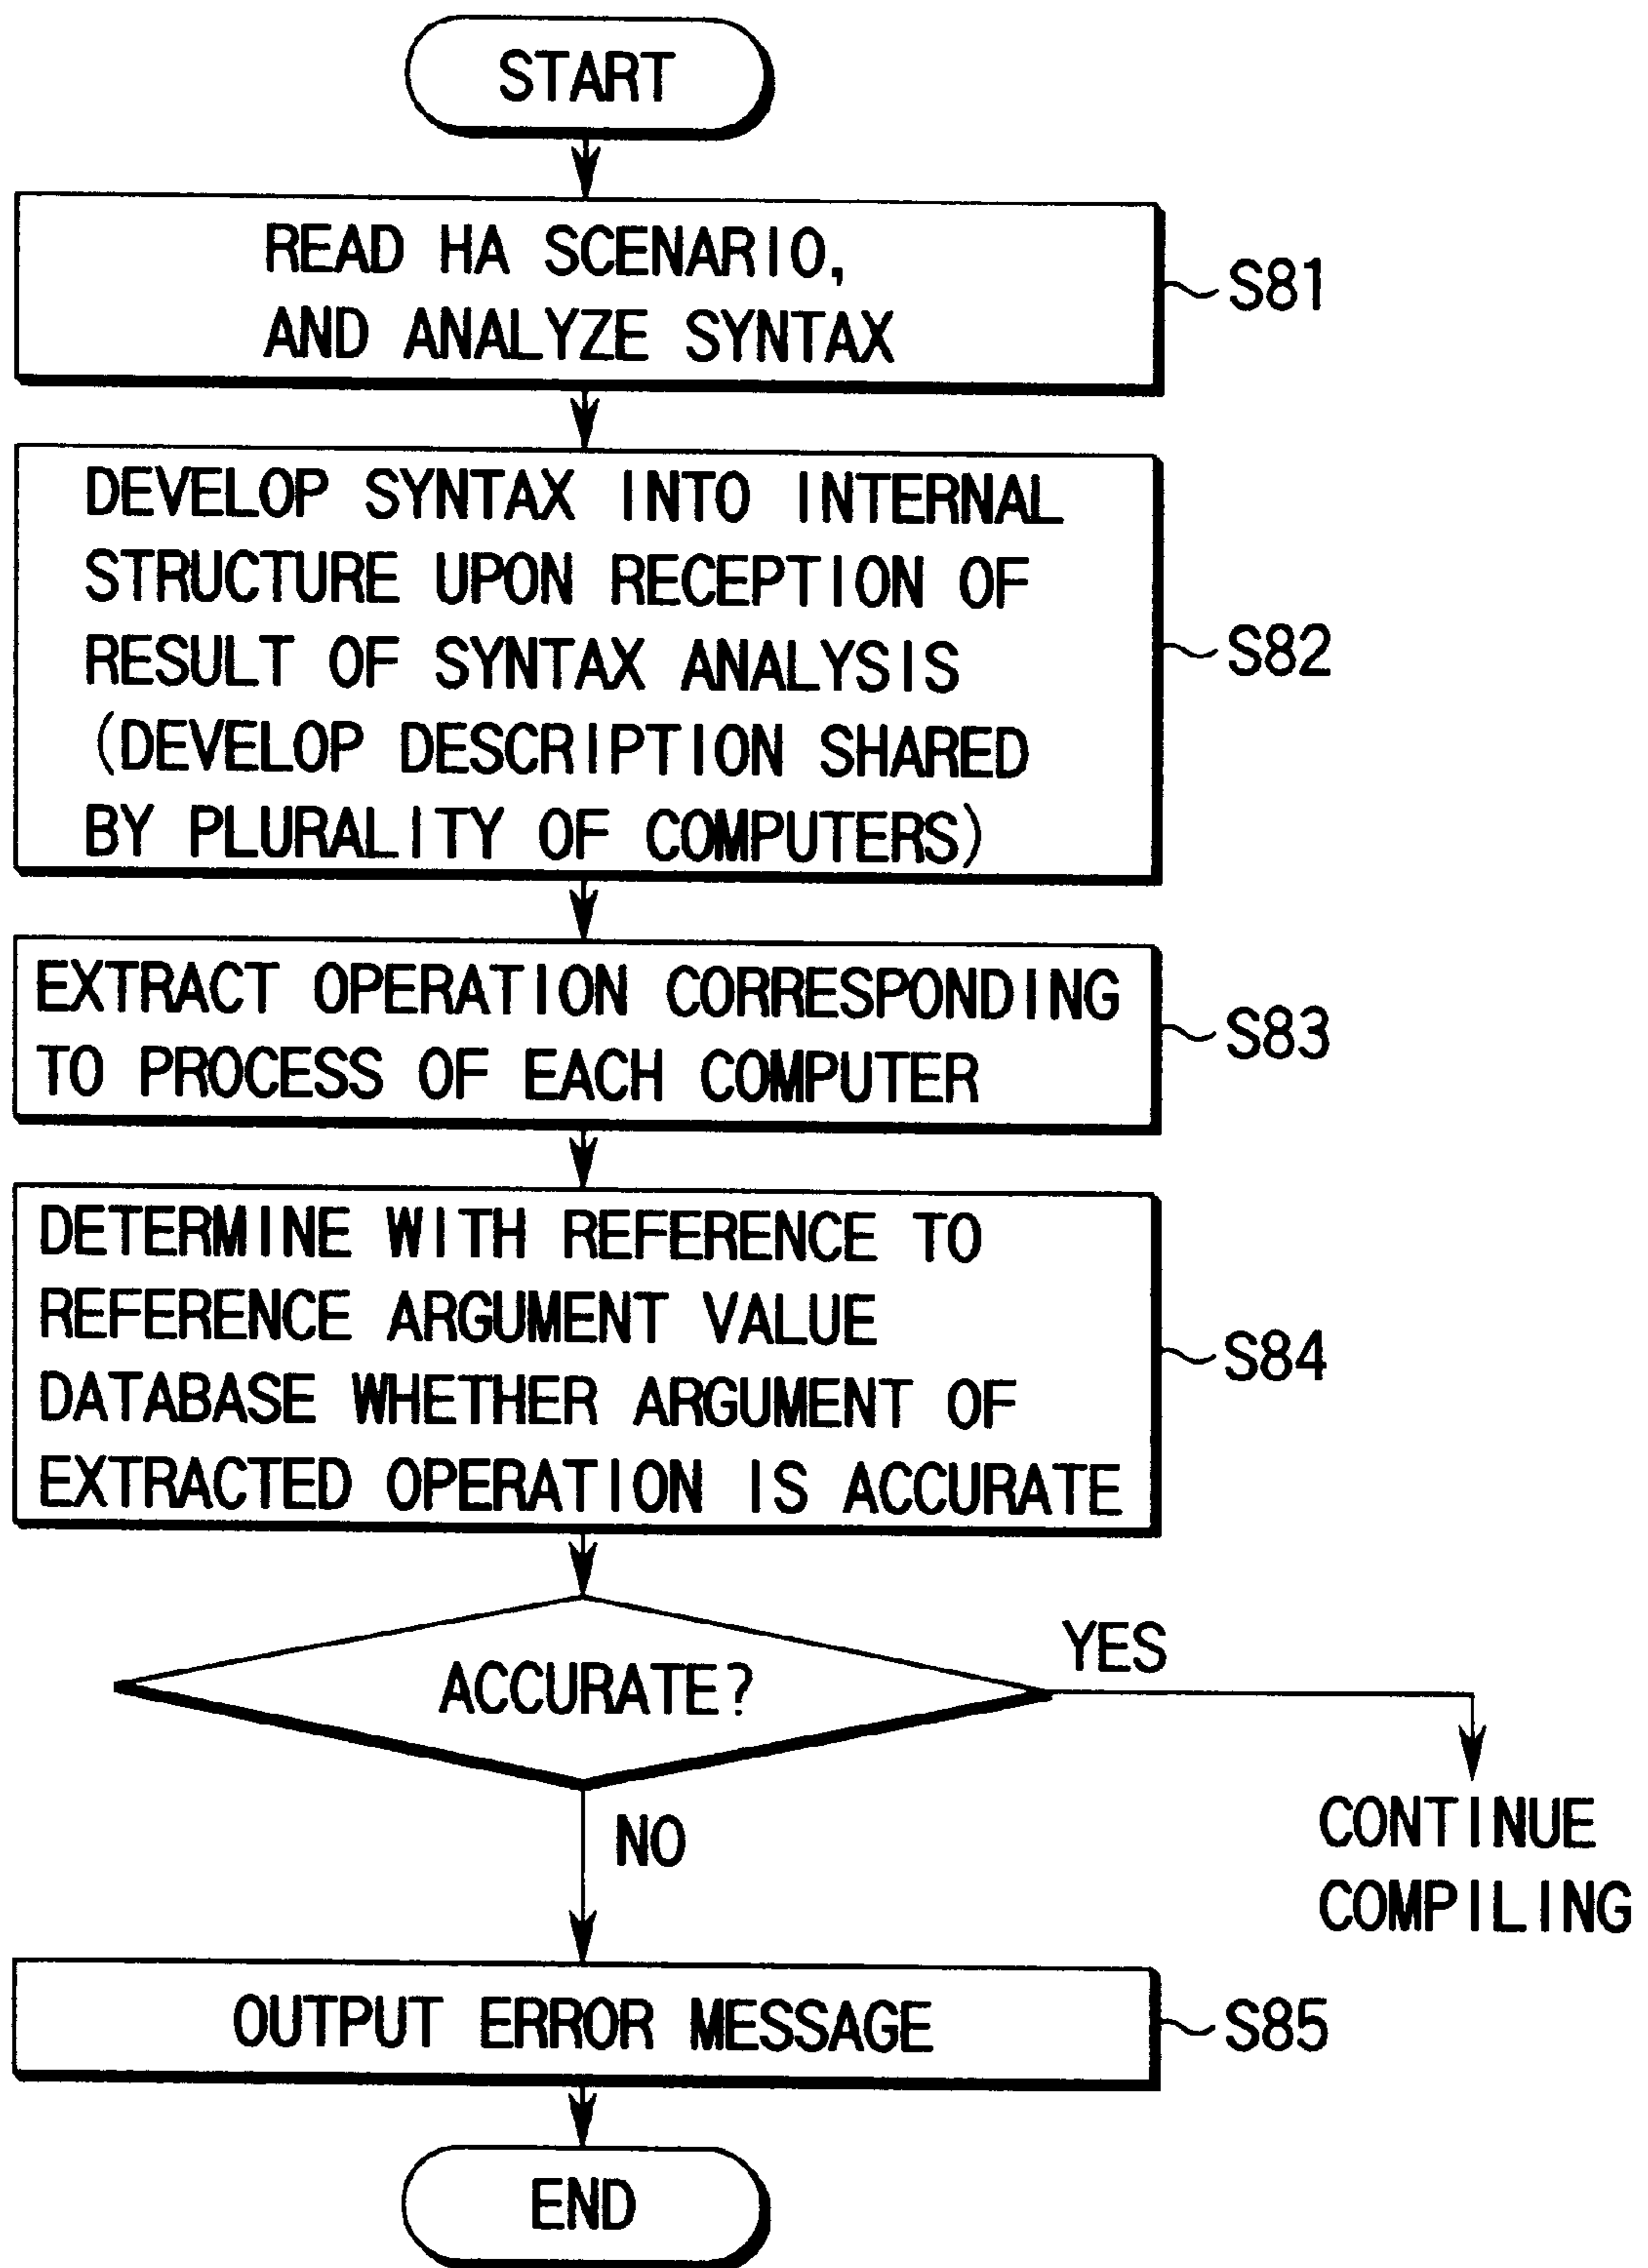 START
READ HA SCENARIO,
AND ANALYZE SYNTAX
S81
DEVELOP SYNTAX INTO INTERNAL
STRUCTURE UPON RECEPTION OF
RESULT OF SYNTAX ANALYSIS
(DEVELOP DESCRIPTION SHARED
BY PLURALITY OF COMPUTERS)
S82
EXTRACT OPERATION CORRESPONDING
TO PROCESS OF EACH COMPUTER
S83
DETERMINE WITH REFERENCE TO
REFERENCE ARGUMENT VALUE
DATABASE WHETHER ARGUMENT OF
EXTRACTED OPERATION IS ACCURATE
S84
ACCURATE?
YES
NO
CONTINUE
COMPILING
OUTPUT ERROR MESSAGE
S85
END